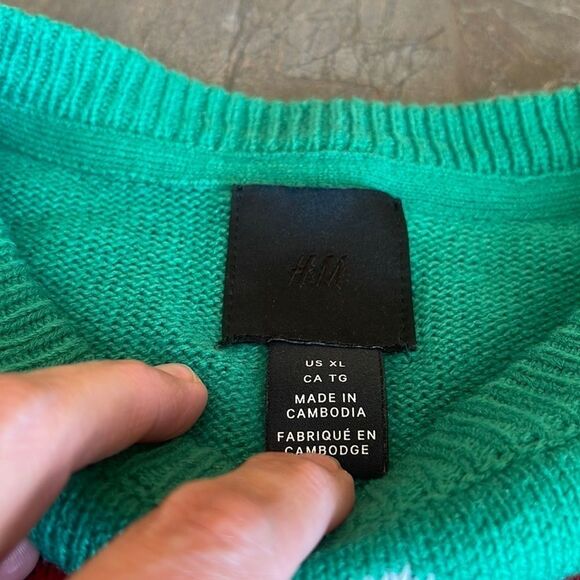 H&M
US XL
CA TG
MADE IN
CAMBODIA
FABRIQUÉ EN
CAMBODGE